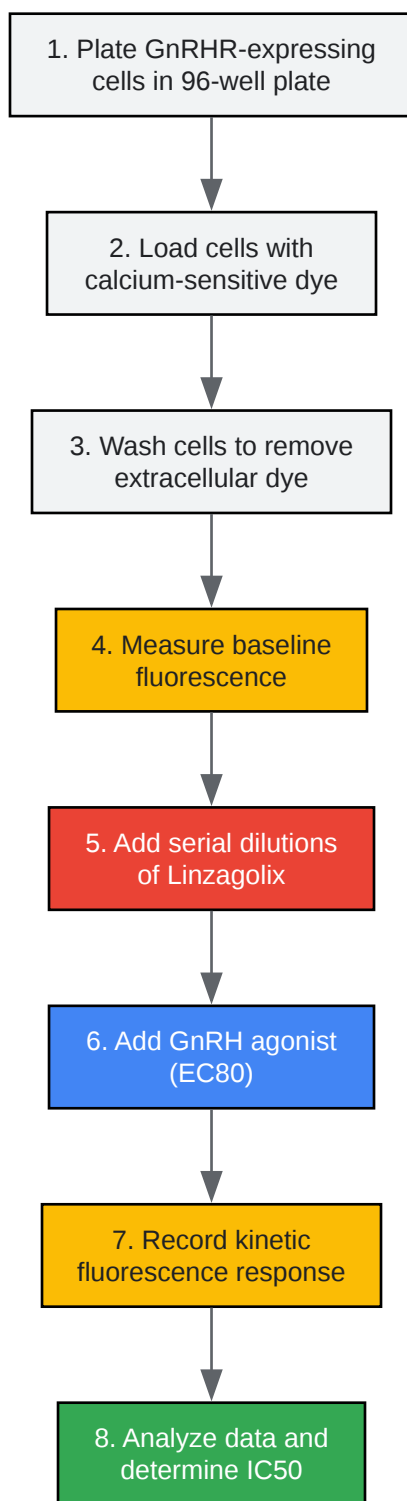 1. Plate GnRHR-expressing
cells in 96-well plate
2. Load cells with
calcium-sensitive dye
3. Wash cells to remove
extracellular dye
4. Measure baseline
fluorescence
5. Add serial dilutions
of Linzagolix
6. Add GnRH agonist
(EC80)
7. Record kinetic
fluorescence response
8. Analyze data and
determine IC50